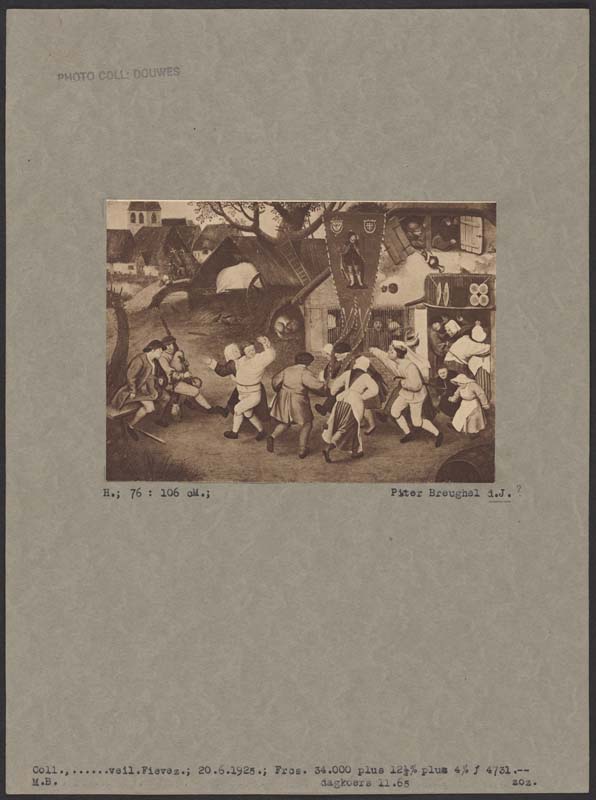 PHOTO COLL: DOUWES
H.; 76 : 106 cM.; Piter Breughel d.J. ?
Coll.,......veil.Fievez.; 20.6.1925.; Frcs. 34.000 plus 12½% plus 4% ƒ 4731.--
M.B. dagkoers 11.65 zoz.